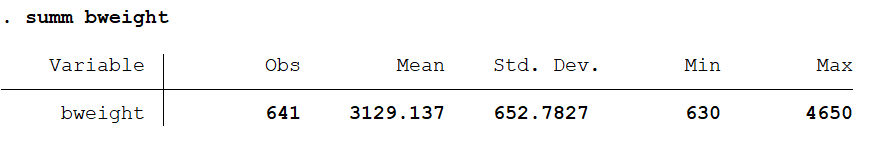 . summ bweight
Variable Obs Mean Std. Dev. Min Max
bweight 641 3129.137 652.7827 630 4650